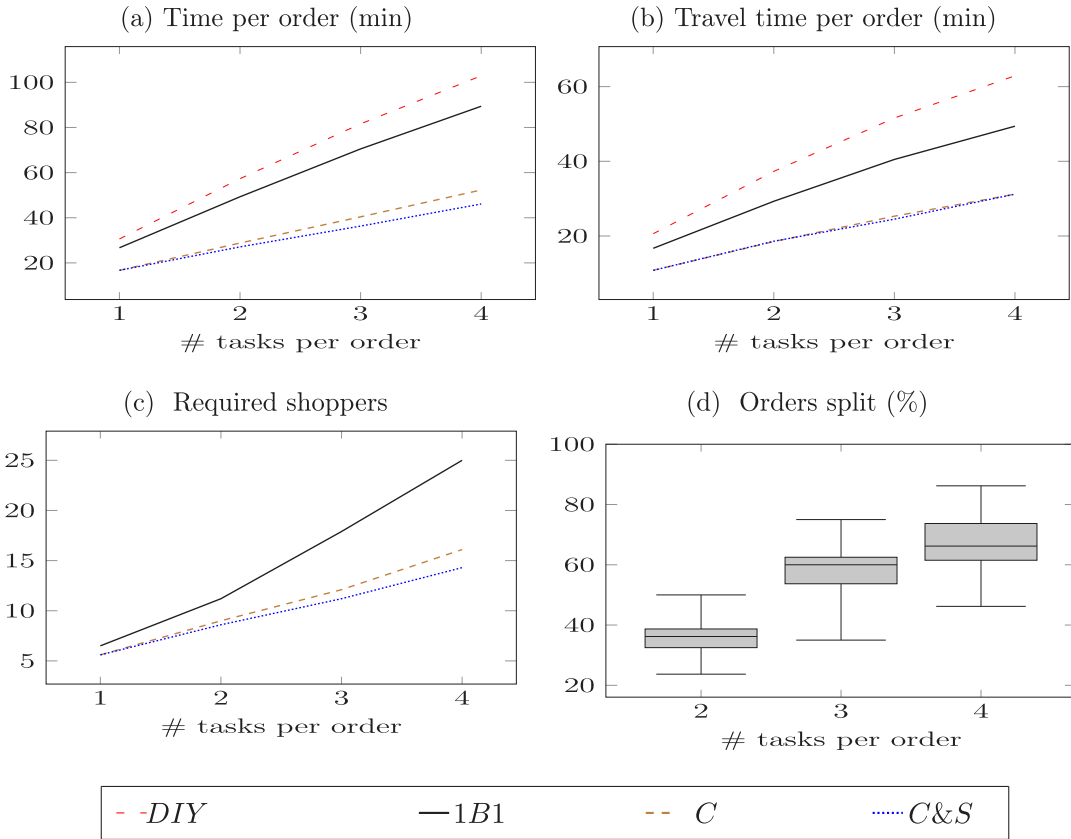 (a) Time per order (min)
100
80
60
40
20
1 2 3 4
# tasks per order
(b) Travel time per order (min)
60
40
20
1 2 3 4
# tasks per order
(c) Required shoppers
25
20
15
10
5
1 2 3 4
# tasks per order
(d) Orders split (%)
100
80
60
40
20
2 3 4
# tasks per order
DIY 1B1 C C&S